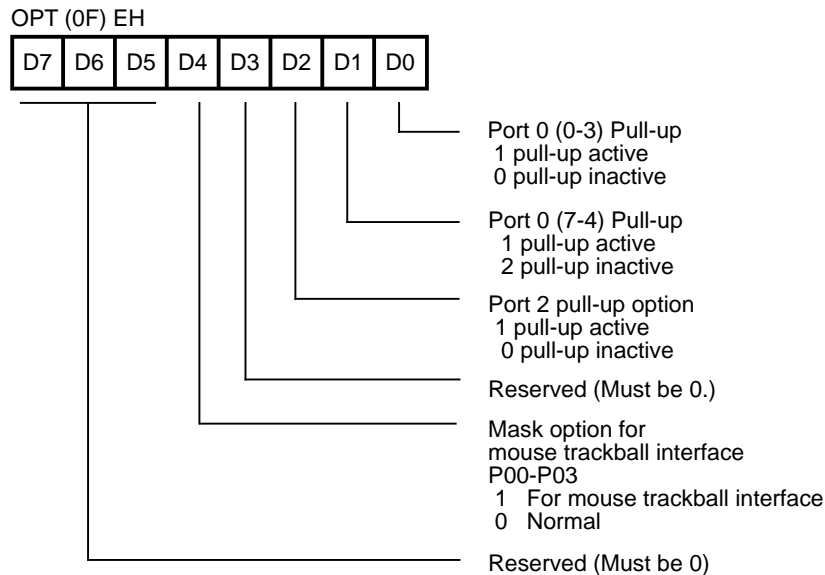 OPT (0F) EH
D7 D6 D5 D4 D3 D2 D1 D0
Port 0 (0-3) Pull-up
1 pull-up active
0 pull-up inactive
Port 0 (7-4) Pull-up
1 pull-up active
2 pull-up inactive
Port 2 pull-up option
1 pull-up active
0 pull-up inactive
Reserved (Must be 0.)
Mask option for
mouse trackball interface
P00-P03
1 For mouse trackball interface
0 Normal
Reserved (Must be 0)